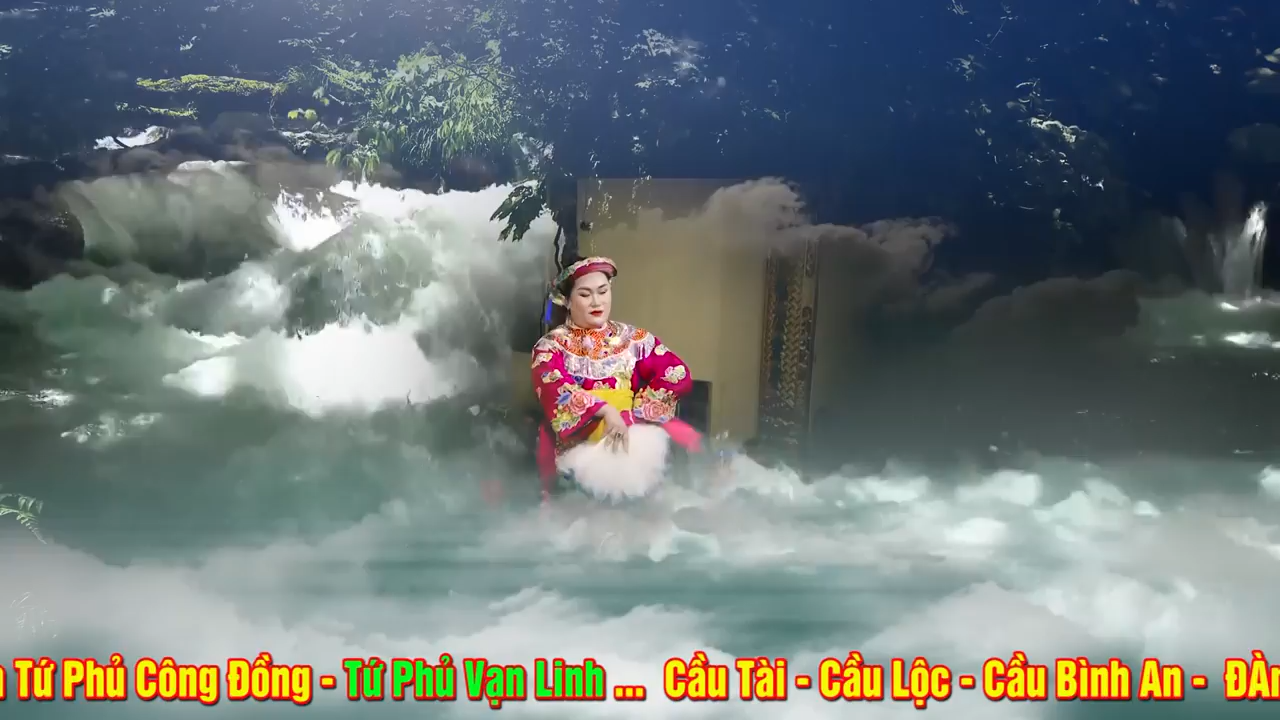 Tứ Phủ Công Đồng - Tứ Phủ Vạn Linh ... Cầu Tài - Cầu Lộc - Cầu Bình An -